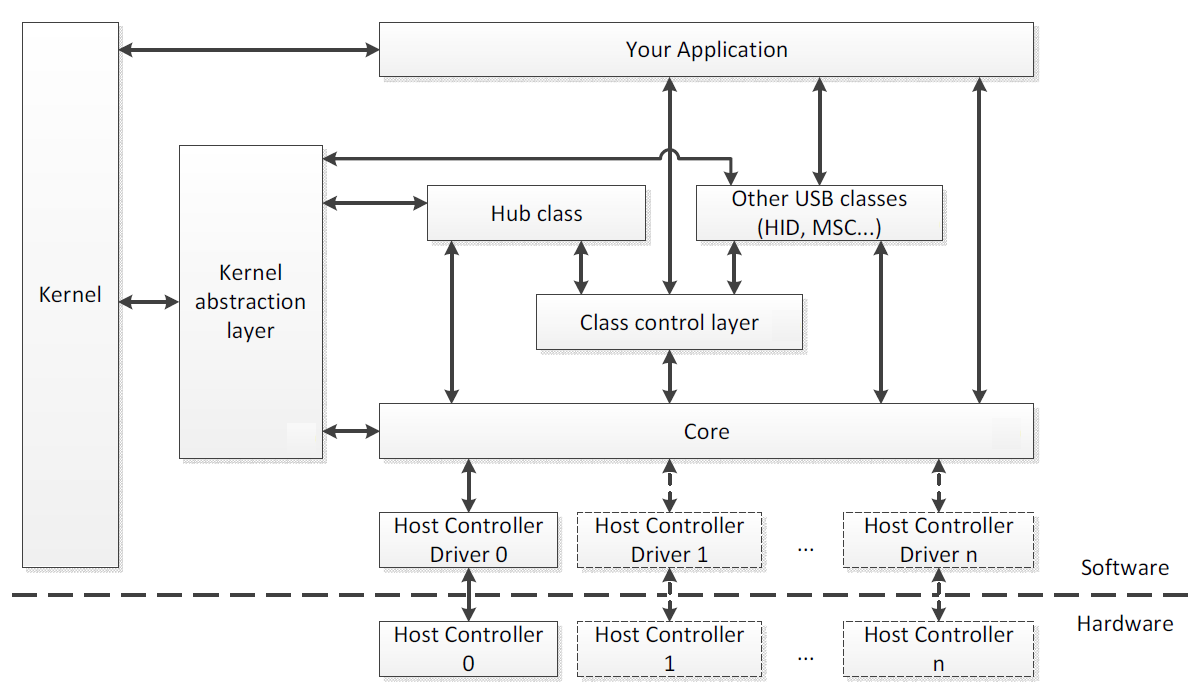 Your Application
Other USB classes
(HID, MSC...)
Hub class
Kernel
Kernel
abstraction
layer
Class control layer
Core
Host Controller
Driver 0
Host Controller
Driver 1
...
Host Controller
Driver n
Software
Hardware
Host Controller
0
Host Controller
1
...
Host Controller
n